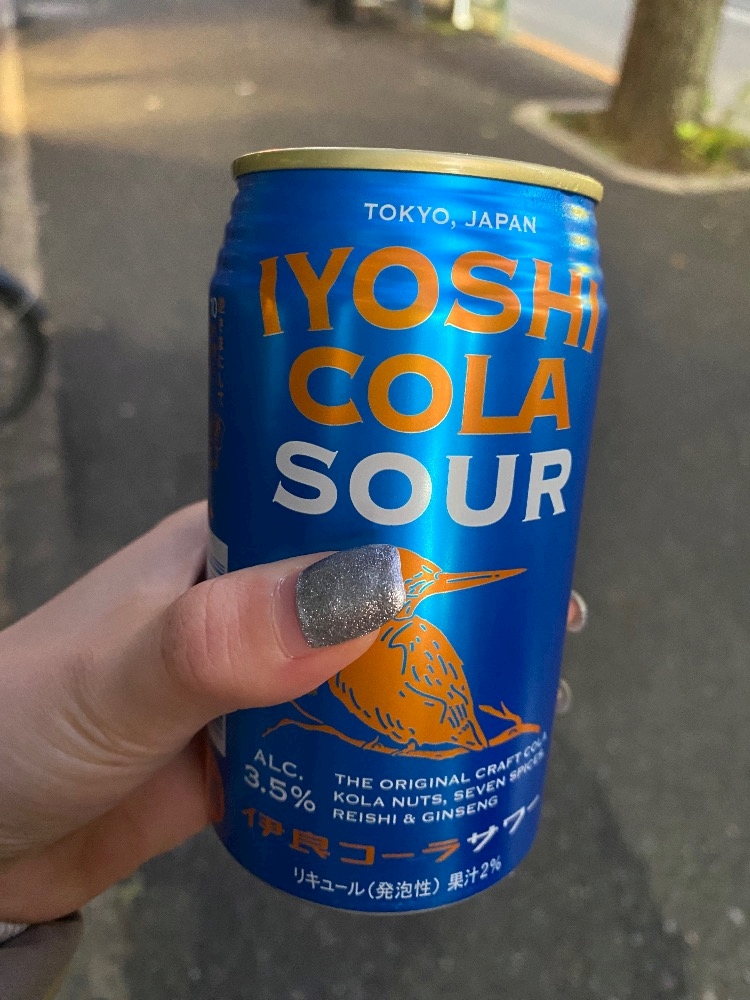 TOKYO, JAPAN
IYOSHI
COLA
SOUR
ALC.
3.5%
THE ORIGINAL CRAFT COLA
KOLA NUTS, SEVEN SPICES,
REISHI & GINSENG
伊良コーラサワー
リキュール(発泡性) 果汁2%